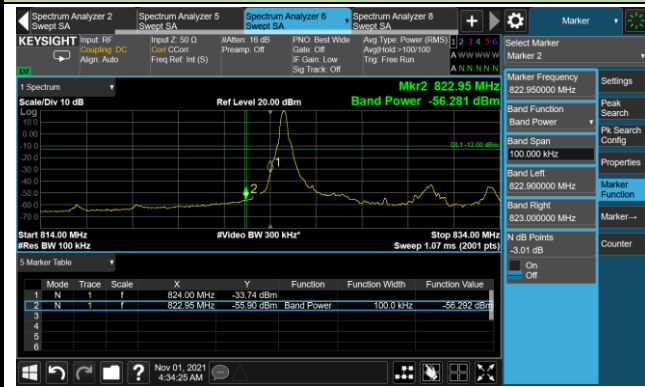 Spectrum Analyzer 2
Swept SA
Spectrum Analyzer 5
Swept SA
Spectrum Analyzer 6
Swept SA
Spectrum Analyzer 8
Swept SA
Marker
KEYSIGHT
Input: RF
Coupling: DC
Align: Auto
Input Z: 50 Ω
Corr CCorr
Freq Ref: Int (S)
#Atten: 16 dB
Preamp: Off
PNO: Best Wide
Gate: Off
IF Gain: Low
Sig Track: Off
Avg Type: Power (RMS)
Avg|Hold:>100/100
Trig: Free Run
1 2 3 4 5 6
A W W W W W
A N N N N N
LXI
1 Spectrum
Scale/Div 10 dB
Ref Level 20.00 dBm
Mkr2 822.95 MHz
Band Power -56.281 dBm
Log
10.0
0.00
-10.0
-20.0
-30.0
-40.0
-50.0
-60.0
-70.0
DL1 -13.00 dBm
1
2
Start 814.00 MHz
#Res BW 100 kHz
#Video BW 300 kHz*
Stop 834.00 MHz
Sweep 1.07 ms (2001 pts)
5 Marker Table
Mode Trace Scale X Y Function Function Width Function Value
1 N 1 f 824.00 MHz -33.74 dBm
2 N 1 f 822.95 MHz -55.90 dBm Band Power 100.0 kHz -56.292 dBm
3
4
5
6
Nov 01, 2021
4:34:25 AM
Select Marker
Marker 2
Marker Frequency
822.950000 MHz
Band Function
Band Power
Band Span
100.000 kHz
Band Left
822.900000 MHz
Band Right
823.000000 MHz
N dB Points
-3.01 dB
On
Off
Settings
Peak
Search
Pk Search
Config
Properties
Marker
Function
Marker→
Counter